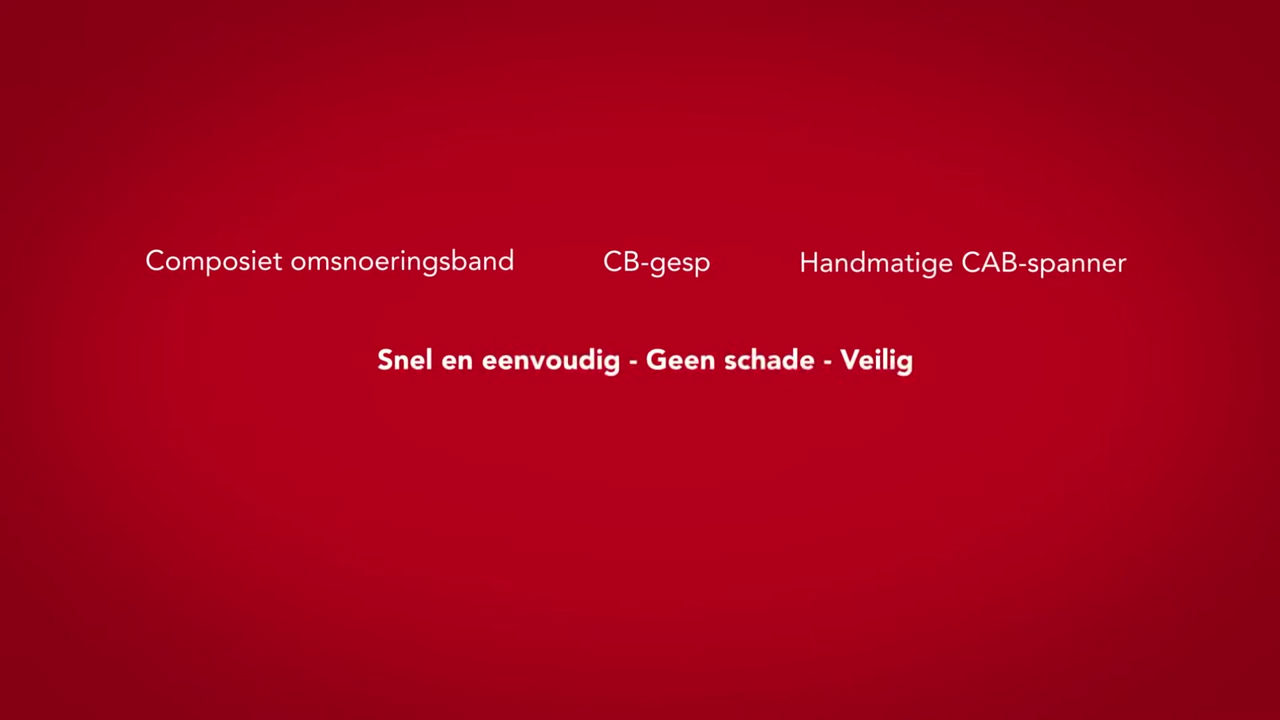 Composiet omsnoeringsband CB-gesp Handmatige CAB-spanner
Snel en eenvoudig - Geen schade - Veilig